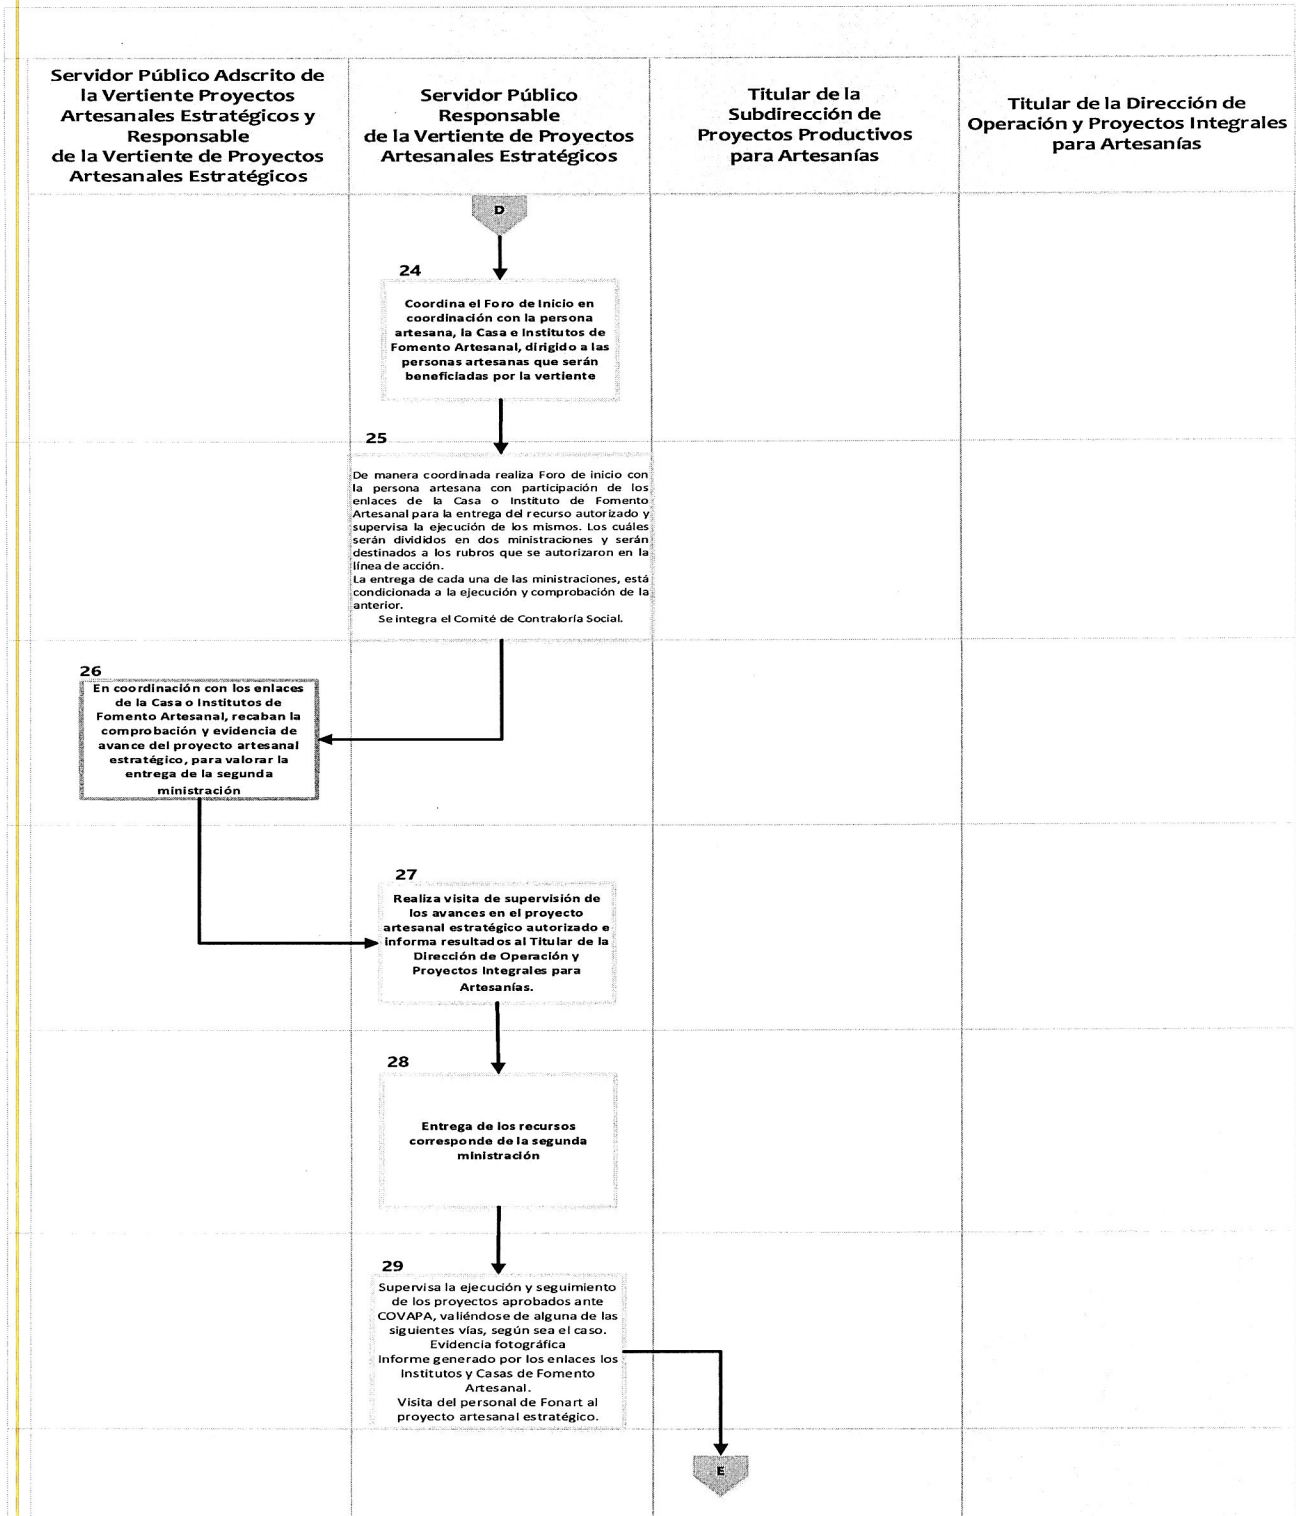 Servidor Público Adscrito de
la Vertiente Proyectos
Artesanales Estratégicos y
Responsable
de la Vertiente de Proyectos
Artesanales Estratégicos
Servidor Público
Responsable
de la Vertiente de Proyectos
Artesanales Estratégicos
Titular de la
Subdirección de
Proyectos Productivos
para Artesanías
Titular de la Dirección de
Operación y Proyectos Integrales
para Artesanías
D
24
Coordina el Foro de Inicio en
coordinación con la persona
artesana, la Casa e Institutos de
Fomento Artesanal, dirigido a las
personas artesanas que serán
beneficiadas por la vertiente
25
De manera coordinada realiza Foro de inicio con
la persona artesana con participación de los
enlaces de la Casa o Instituto de Fomento
Artesanal para la entrega del recurso autorizado y
supervisa la ejecución de los mismos. Los cuáles
serán divididos en dos ministraciones y serán
destinados a los rubros que se autorizaron en la
línea de acción.
La entrega de cada una de las ministraciones, está
condicionada a la ejecución y comprobación de la
anterior.
Se integra el Comité de Contraloría Social.
26
En coordinación con los enlaces
de la Casa o Institutos de
Fomento Artesanal, recaban la
comprobación y evidencia de
avance del proyecto artesanal
estratégico, para valorar la
entrega de la segunda
ministración
27
Realiza visita de supervisión de
los avances en el proyecto
artesanal estratégico autorizado e
informa resultados al Titular de la
Dirección de Operación y
Proyectos Integrales para
Artesanías.
28
Entrega de los recursos
corresponde de la segunda
ministración
29
Supervisa la ejecución y seguimiento
de los proyectos aprobados ante
COVAPA, valiéndose de alguna de las
siguientes vías, según sea el caso.
Evidencia fotográfica
Informe generado por los enlaces los
Institutos y Casas de Fomento
Artesanal.
Visita del personal de Fonart al
proyecto artesanal estratégico.
E